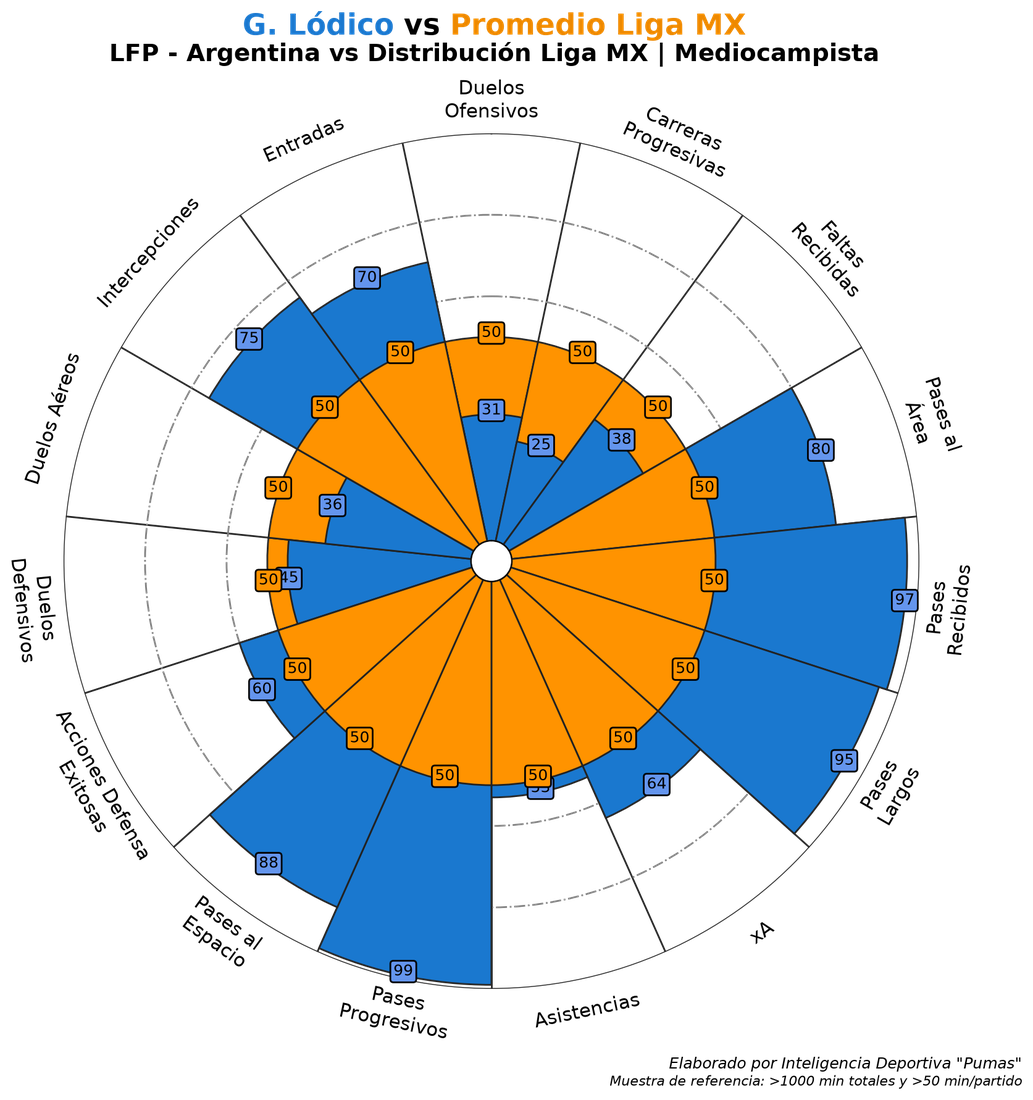 G. Lódico vs Promedio Liga MX
LFP - Argentina vs Distribución Liga MX | Mediocampista
Duelos
Ofensivos
31
50
Carreras
Progresivas
25
50
Faltas
Recibidas
38
50
Pases al
Área
80
50
Pases
Recibidos
97
50
Pases
Largos
95
50
xA
64
50
Asistencias
50
Pases
Progresivos
99
50
Pases al
Espacio
88
50
Acciones Defensa
Exitosas
60
50
Duelos
Defensivos
45
50
Duelos Aéreos
36
50
Intercepciones
75
50
Entradas
70
50
Elaborado por Inteligencia Deportiva "Pumas"
Muestra de referencia: >1000 min totales y >50 min/partido